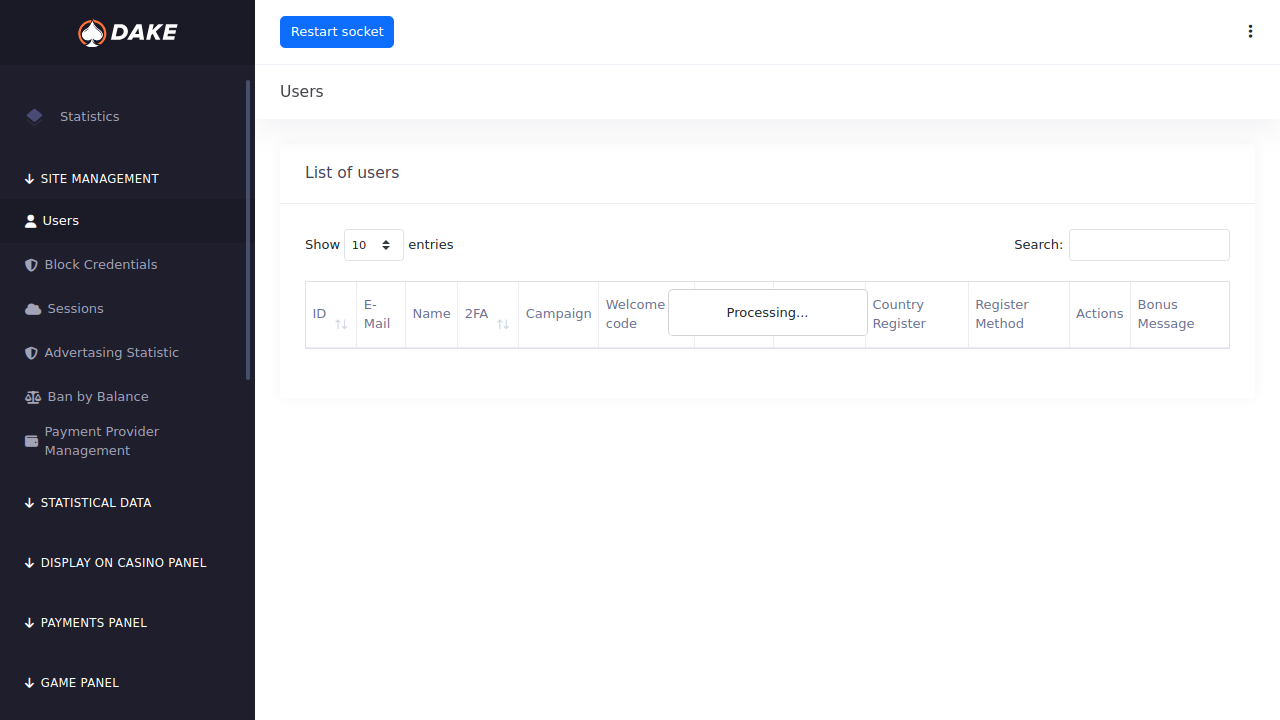 DAKE
Restart socket
Users
Statistics
SITE MANAGEMENT
Users
Block Credentials
Sessions
Advertasing Statistic
Ban by Balance
Payment Provider
Management
STATISTICAL DATA
DISPLAY ON CASINO PANEL
PAYMENTS PANEL
GAME PANEL
List of users
Show 10 entries
Search:
ID
E-
Mail
Name
2FA
Campaign
Welcome
code
Processing...
Country
Register
Register
Method
Actions
Bonus
Message